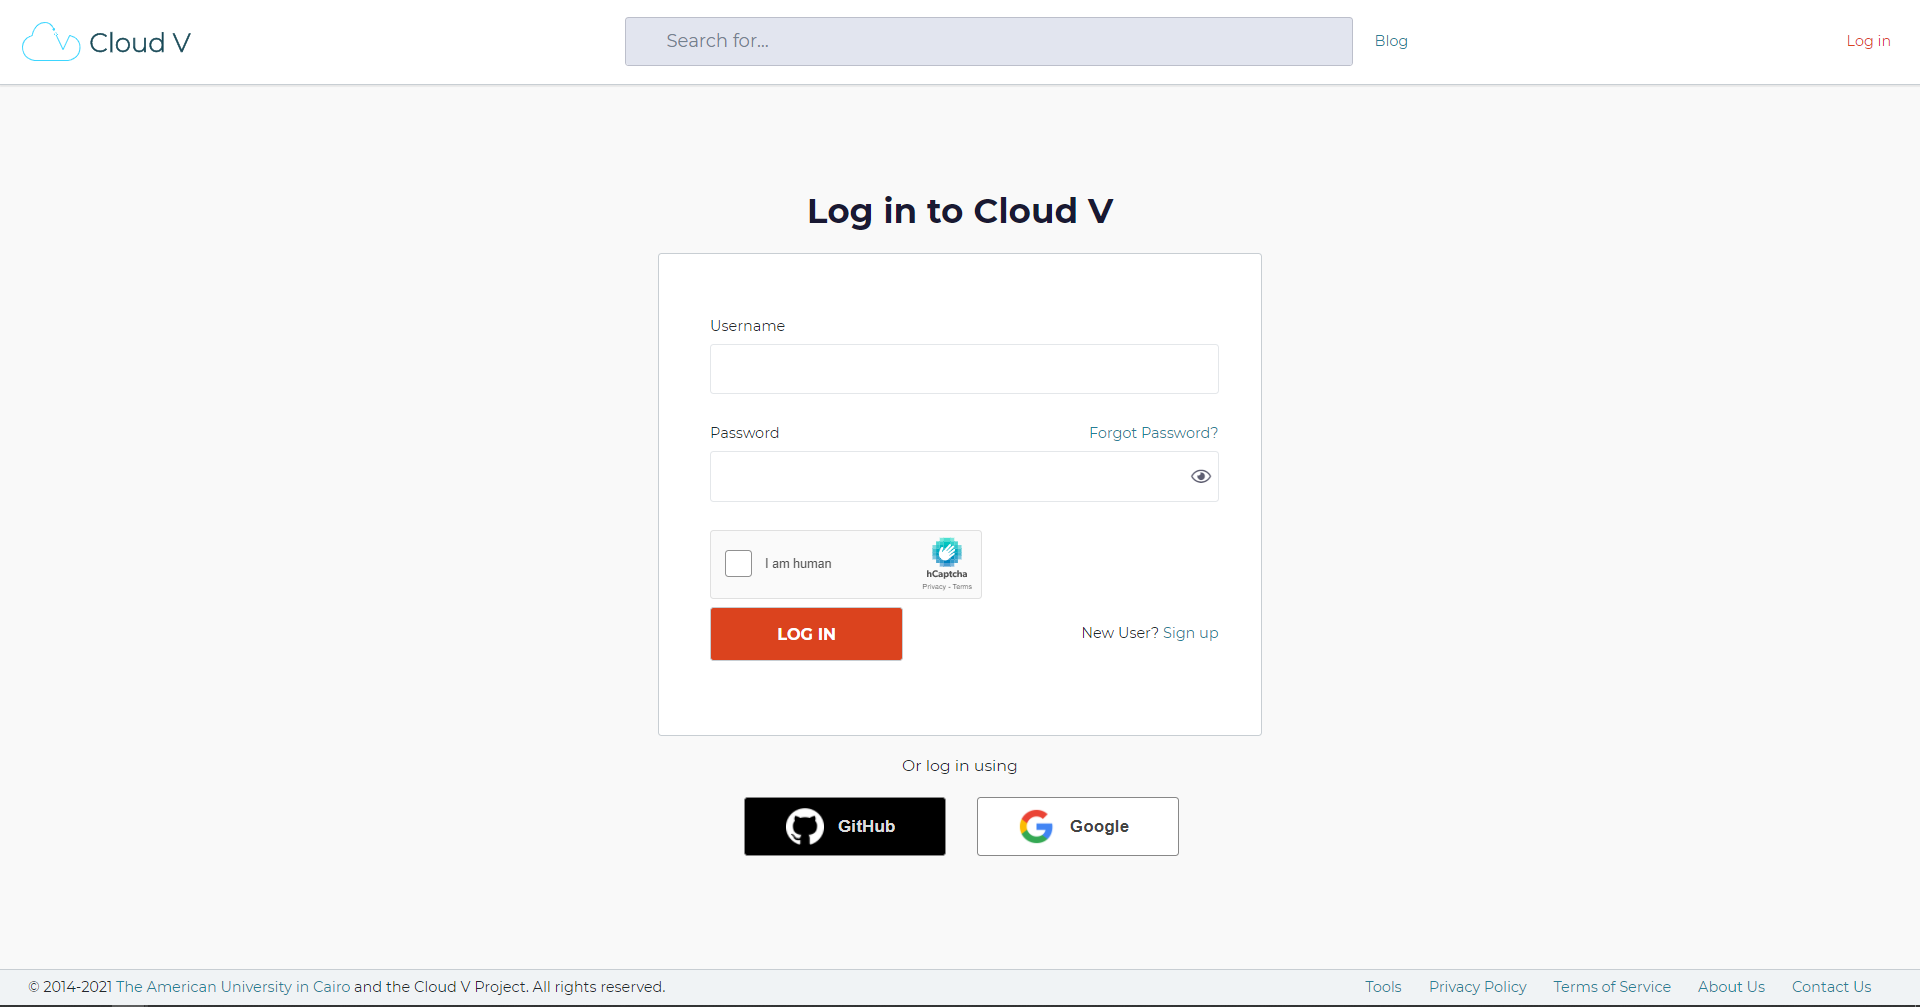 Cloud V
Search for...
Blog
Log in
Log in to Cloud V
Username
Password
Forgot Password?
I am human
hCaptcha
Privacy - Terms
LOG IN
New User? Sign up
Or log in using
GitHub
Google
© 2014-2021 The American University in Cairo and the Cloud V Project. All rights reserved.
Tools
Privacy Policy
Terms of Service
About Us
Contact Us